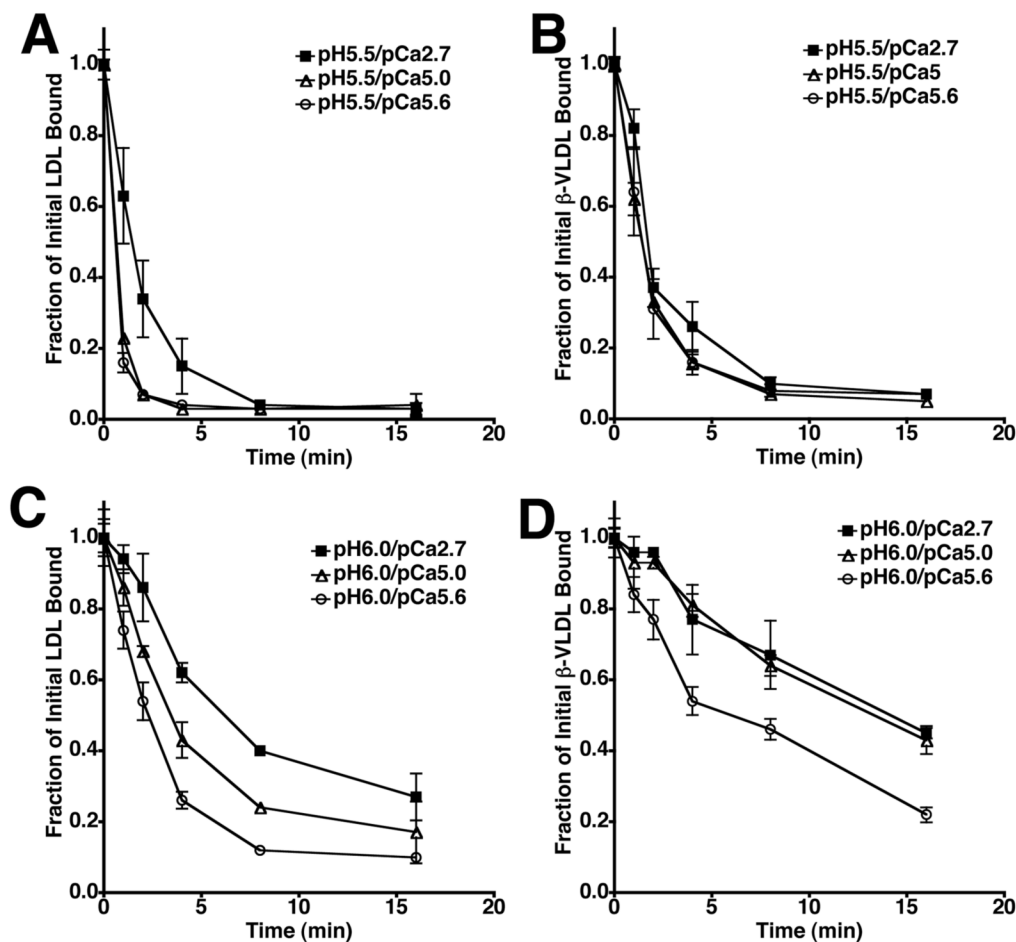 A
pH5.5/pCa2.7
pH5.5/pCa5.0
pH5.5/pCa5.6
Fraction of Initial LDL Bound
1.0
0.8
0.6
0.4
0.2
0.0
0 5 10 15 20
Time (min)
B
pH5.5/pCa2.7
pH5.5/pCa5
pH5.5/pCa5.6
Fraction of Initial β-VLDL Bound
1.0
0.8
0.6
0.4
0.2
0.0
0 5 10 15 20
Time (min)
C
pH6.0/pCa2.7
pH6.0/pCa5.0
pH6.0/pCa5.6
Fraction of Initial LDL Bound
1.0
0.8
0.6
0.4
0.2
0.0
0 5 10 15 20
Time (min)
D
pH6.0/pCa2.7
pH6.0/pCa5.0
pH6.0/pCa5.6
Fraction of Initial β-VLDL Bound
1.0
0.8
0.6
0.4
0.2
0.0
0 5 10 15 20
Time (min)